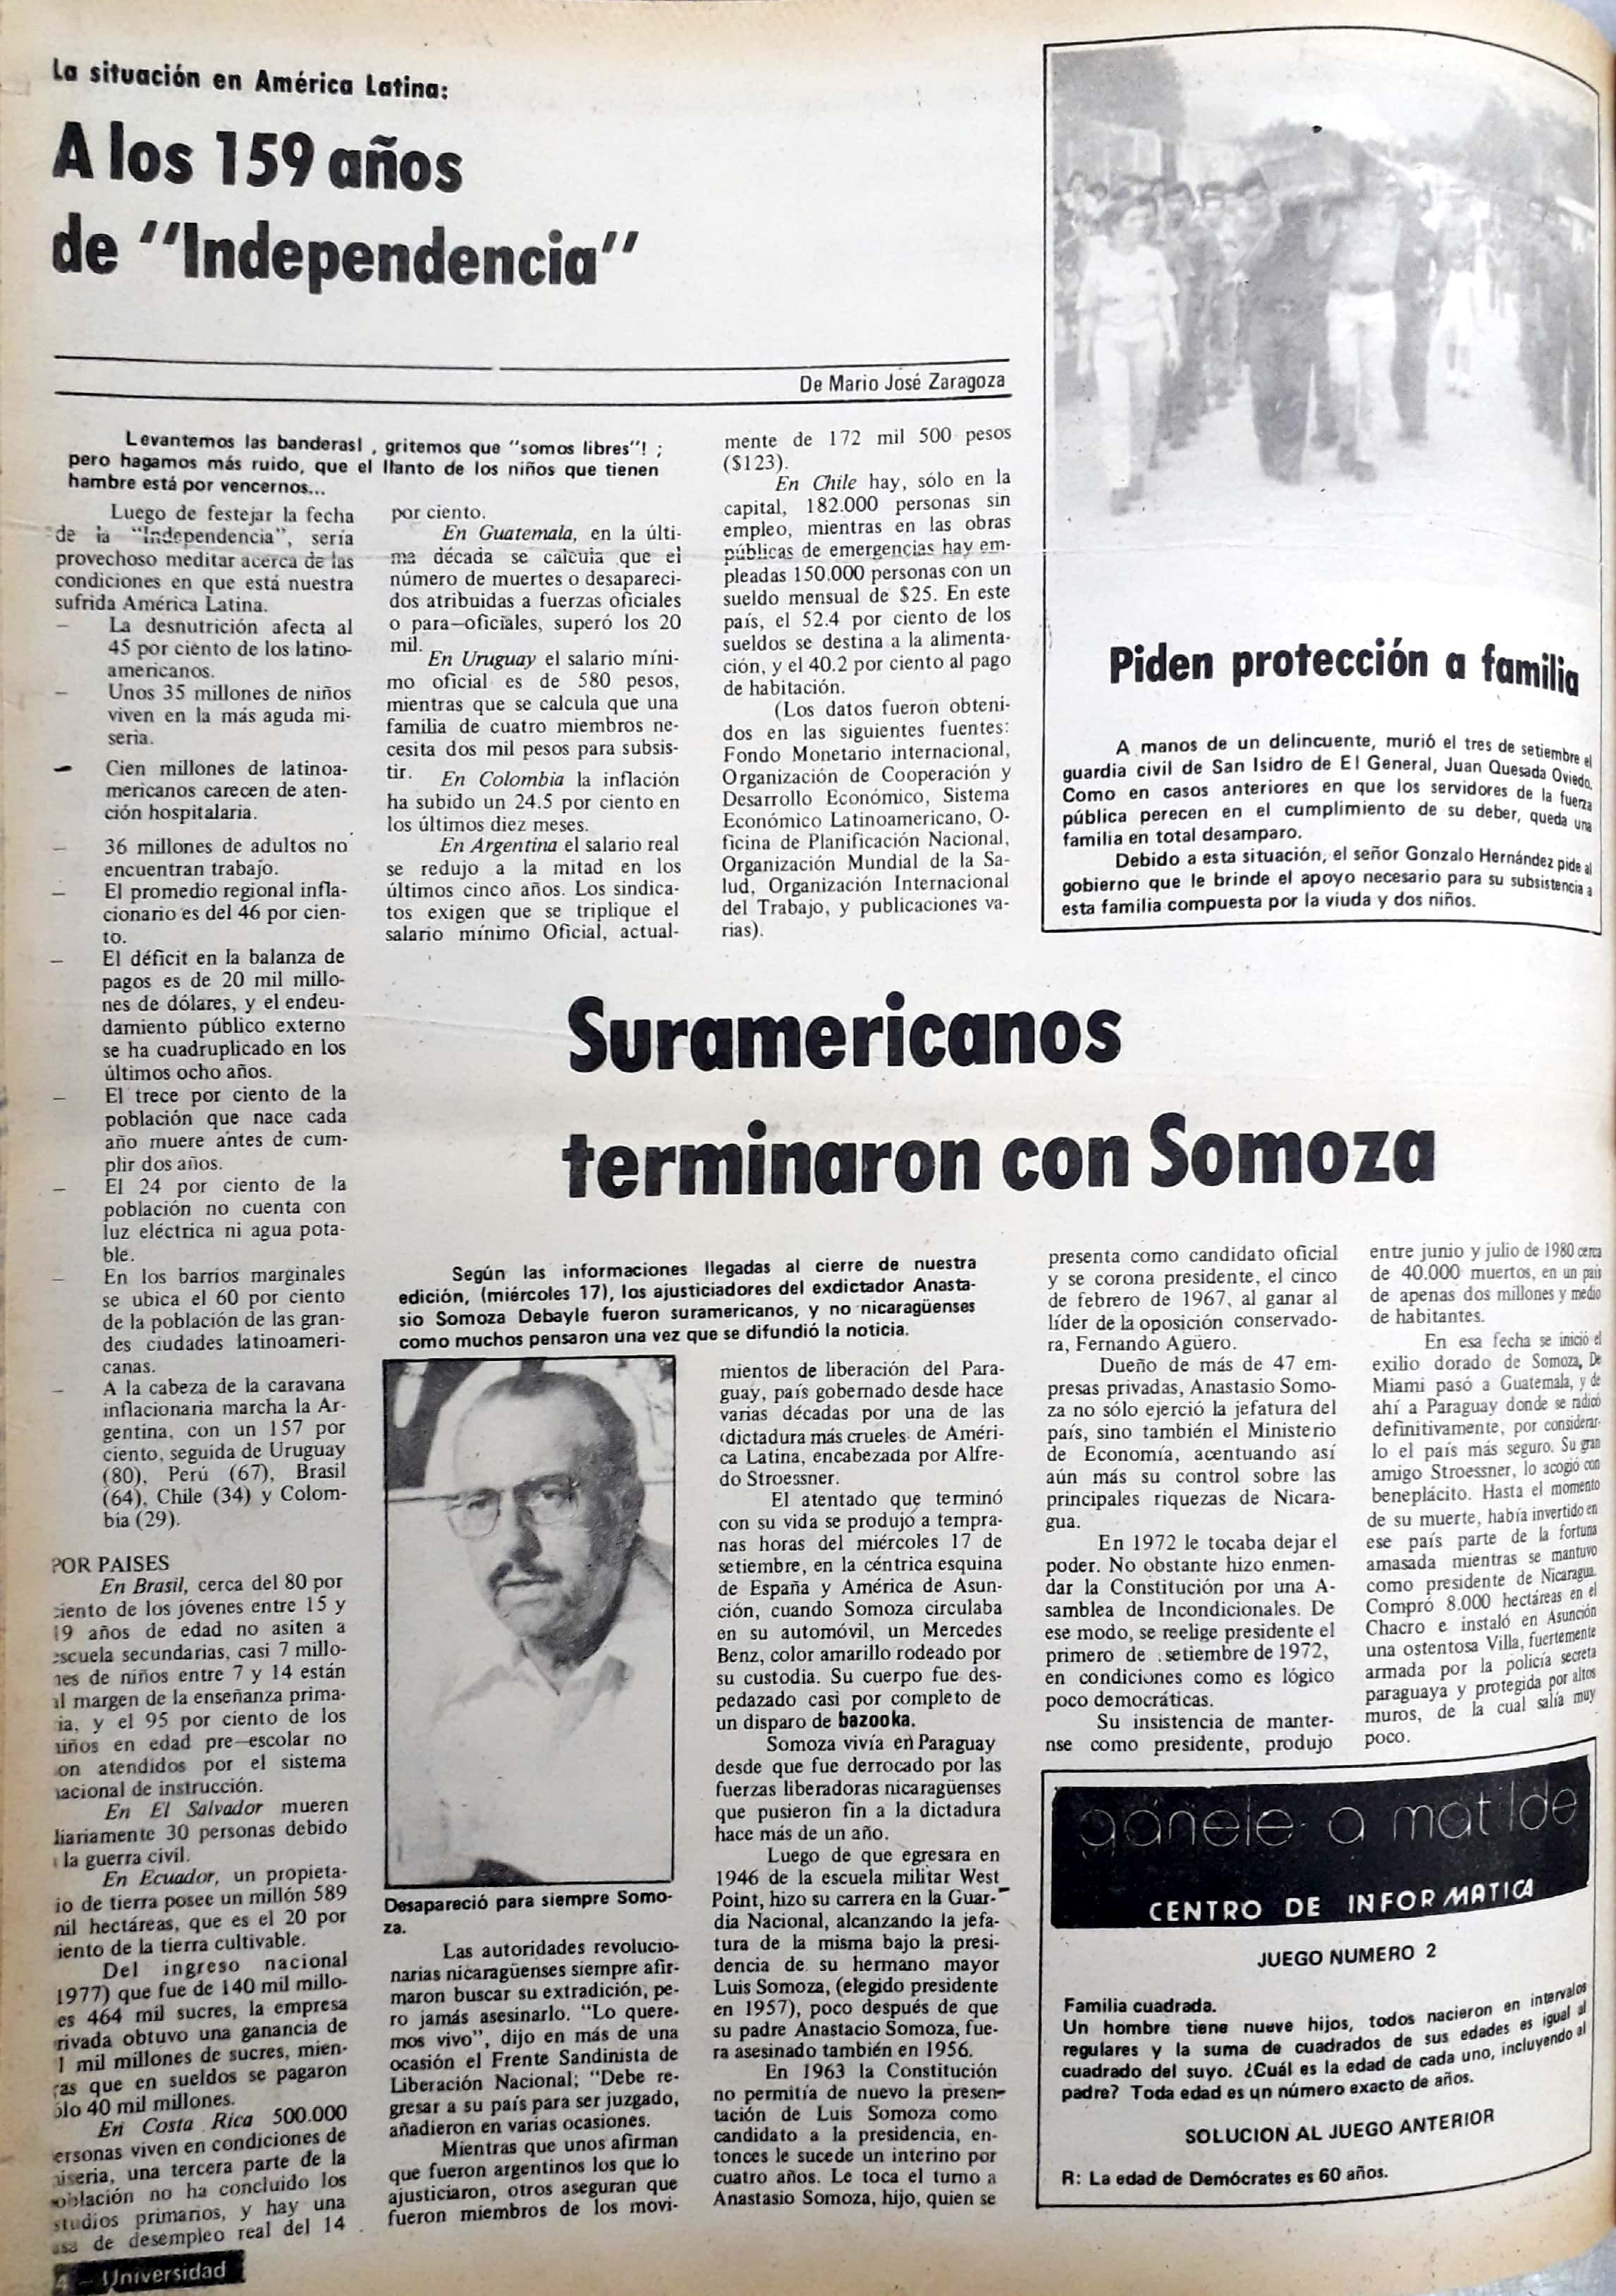 La situación en América Latina:
A los 159 años
de "Independencia"
De Mario José Zaragoza
Levantemos las banderas! , gritemos que "somos libres"! ;
pero hagamos más ruido, que el llanto de los niños que tienen
hambre está por vencernos...
Luego de festejar la fecha
de la "Independencia", sería
provechoso meditar acerca de las
condiciones en que está nuestra
sufrida América Latina.
— La desnutrición afecta al
45 por ciento de los latino-
americanos.
— Unos 35 millones de niños
viven en la más aguda mi-
seria.
— Cien millones de latinoa-
mericanos carecen de aten-
ción hospitalaria.
— 36 millones de adultos no
encuentran trabajo.
— El promedio regional infla-
cionario es del 46 por cien-
to.
— El déficit en la balanza de
pagos es de 20 mil millo-
nes de dólares, y el endeu-
damiento público externo
se ha cuadruplicado en los
últimos ocho años.
— El trece por ciento de la
población que nace cada
año muere antes de cum-
plir dos años.
— El 24 por ciento de la
población no cuenta con
luz eléctrica ni agua pota-
ble.
— En los barrios marginales
se ubica el 60 por ciento
de la población de las gran-
des ciudades latinoameri-
canas.
— A la cabeza de la caravana
inflacionaria marcha la Ar-
gentina, con un 157 por
ciento, seguida de Uruguay
(80), Perú (67), Brasil
(64), Chile (34) y Colom-
bia (29).
POR PAISES
En Brasil, cerca del 80 por
ciento de los jóvenes entre 15 y
19 años de edad no asiten a
escuela secundarias, casi 7 millo-
nes de niños entre 7 y 14 están
al margen de la enseñanza prima-
ia, y el 95 por ciento de los
niños en edad pre—escolar no
on atendidos por el sistema
nacional de instrucción.
En El Salvador mueren
diariamente 30 personas debido
la guerra civil.
En Ecuador, un propieta-
io de tierra posee un millón 589
mil hectáreas, que es el 20 por
iento de la tierra cultivable.
Del ingreso nacional
1977) que fue de 140 mil millo-
es 464 mil sucres, la empresa
rivada obtuvo una ganancia de
1 mil millones de sucres, mien-
ras que en sueldos se pagaron
ólo 40 mil millones.
En Costa Rica 500.000
ersonas viven en condiciones de
miseria, una tercera parte de la
oblación no ha concluido los
studios primarios, y hay una
asa de desempleo real del 14
por ciento.
En Guatemala, en la últi-
ma década se calcula que el
número de muertes o desapareci-
dos atribuidas a fuerzas oficiales
o para—oficiales, superó los 20
mil.
En Uruguay el salario míni-
mo oficial es de 580 pesos,
mientras que se calcula que una
familia de cuatro miembros ne-
cesita dos mil pesos para subsis-
tir.
En Colombia la inflación
ha subido un 24.5 por ciento en
los últimos diez meses.
En Argentina el salario real
se redujo a la mitad en los
últimos cinco años. Los sindica-
tos exigen que se triplique el
salario mínimo Oficial, actual-
mente de 172 mil 500 pesos
($123).
En Chile hay, sólo en la
capital, 182.000 personas sin
empleo, mientras en las obras
públicas de emergencias hay em-
pleadas 150.000 personas con un
sueldo mensual de $25. En este
país, el 52.4 por ciento de los
sueldos se destina a la alimenta-
ción, y el 40.2 por ciento al pago
de habitación.
(Los datos fueron obteni-
dos en las siguientes fuentes:
Fondo Monetario internacional,
Organización de Cooperación y
Desarrollo Económico, Sistema
Económico Latinoamericano, O-
ficina de Planificación Nacional,
Organización Mundial de la Sa-
lud, Organización Internacional
del Trabajo, y publicaciones va-
rias).
Piden protección a familia
A manos de un delincuente, murió el tres de setiembre el
guardia civil de San Isidro de El General, Juan Quesada Oviedo.
Como en casos anteriores en que los servidores de la fuerza
pública perecen en el cumplimiento de su deber, queda una
familia en total desamparo.
Debido a esta situación, el señor Gonzalo Hernández pide al
gobierno que le brinde el apoyo necesario para su subsistencia a
esta familia compuesta por la viuda y dos niños.
Suramericanos
terminaron con Somoza
Según las informaciones llegadas al cierre de nuestra
edición, (miércoles 17), los ajusticiadores del exdictador Anasta-
sio Somoza Debayle fueron suramericanos, y no nicaragüenses
como muchos pensaron una vez que se difundió la noticia.
Desapareció para siempre Somo-
za.
Las autoridades revolucio-
narias nicaragüenses siempre afir-
maron buscar su extradición, pe-
ro jamás asesinarlo. "Lo quere-
mos vivo", dijo en más de una
ocasión el Frente Sandinista de
Liberación Nacional; "Debe re-
gresar a su país para ser juzgado,
añadieron en varias ocasiones.
Mientras que unos afirman
que fueron argentinos los que lo
ajusticiaron, otros aseguran que
fueron miembros de los movi-
mientos de liberación del Para-
guay, país gobernado desde hace
varias décadas por una de las
dictadura más crueles de Améri-
ca Latina, encabezada por Alfre-
do Stroessner.
El atentado que terminó
con su vida se produjo a tempra-
nas horas del miércoles 17 de
setiembre, en la céntrica esquina
de España y América de Asun-
ción, cuando Somoza circulaba
en su automóvil, un Mercedes
Benz, color amarillo rodeado por
su custodia. Su cuerpo fue des-
pedazado casi por completo de
un disparo de bazooka.
Somoza vivía en Paraguay
desde que fue derrocado por las
fuerzas liberadoras nicaragüenses
que pusieron fin a la dictadura
hace más de un año.
Luego de que egresara en
1946 de la escuela militar West
Point, hizo su carrera en la Guar-
dia Nacional, alcanzando la jefa-
tura de la misma bajo la presi-
dencia de su hermano mayor
Luis Somoza, (elegido presidente
en 1957), poco después de que
su padre Anastacio Somoza, fue-
ra asesinado también en 1956.
En 1963 la Constitución
no permitía de nuevo la presen-
tación de Luis Somoza como
candidato a la presidencia, en-
tonces le sucede un interino por
cuatro años. Le toca el turno a
Anastasio Somoza, hijo, quien se
presenta como candidato oficial
y se corona presidente, el cinco
de febrero de 1967, al ganar al
líder de la oposición conservado-
ra, Fernando Agüero.
Dueño de más de 47 em-
presas privadas, Anastasio Somo-
za no sólo ejerció la jefatura del
país, sino también el Ministerio
de Economía, acentuando así
aún más su control sobre las
principales riquezas de Nicara-
gua.
En 1972 le tocaba dejar el
poder. No obstante hizo enmen-
dar la Constitución por una A-
samblea de Incondicionales. De
ese modo, se reelige presidente el
primero de setiembre de 1972,
en condiciones como es lógico
poco democráticas.
Su insistencia de manter-
nse como presidente, produjo
entre junio y julio de 1980 cerca
de 40.000 muertos, en un país
de apenas dos millones y medio
de habitantes.
En esa fecha se inició el
exilio dorado de Somoza, De
Miami pasó a Guatemala, y de
ahí a Paraguay donde se radicó
definitivamente, por considerar-
lo el país más seguro. Su gran
amigo Stroessner, lo acogió con
beneplácito. Hasta el momento
de su muerte, había invertido en
ese país parte de la fortuna
amasada mientras se mantuvo
como presidente de Nicaragua.
Compró 8.000 hectáreas en el
Chacro e instaló en Asunción
una ostentosa Villa, fuertemente
armada por la policía secreta
paraguaya y protegida por altos
muros, de la cual salía muy
poco.
gánele a matilde
CENTRO DE INFORMATICA
JUEGO NUMERO 2
Familia cuadrada.
Un hombre tiene nueve hijos, todos nacieron en intervalos
regulares y la suma de cuadrados de sus edades es igual al
cuadrado del suyo. ¿Cuál es la edad de cada uno, incluyendo al
padre? Toda edad es un número exacto de años.
SOLUCION AL JUEGO ANTERIOR
R: La edad de Demócrates es 60 años.
4 — Universidad